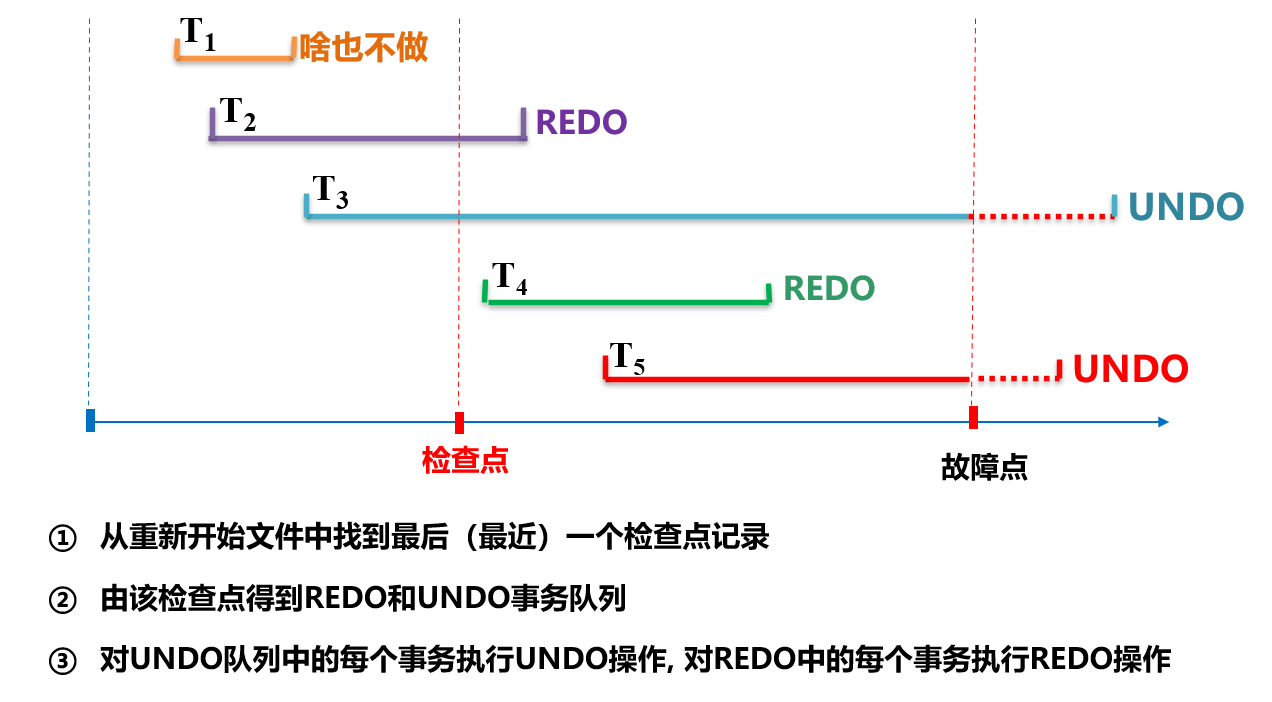 T1 啥也不做
T2 REDO
T3 UNDO
T4 REDO
T5 UNDO
检查点
故障点
① 从重新开始文件中找到最后（最近）一个检查点记录
② 由该检查点得到REDO和UNDO事务队列
③ 对UNDO队列中的每个事务执行UNDO操作, 对REDO中的每个事务执行REDO操作